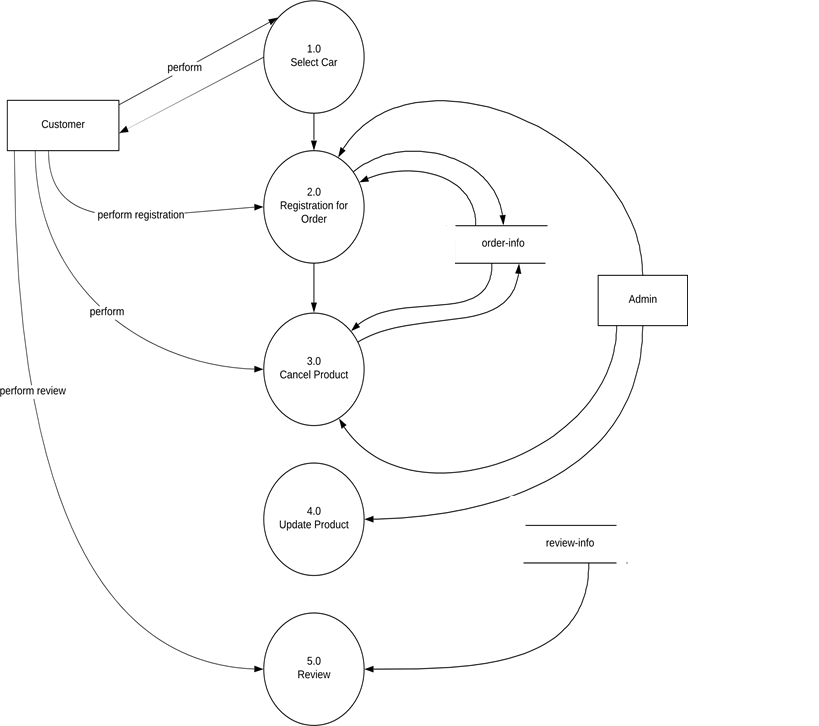 1.0
Select Car
perform
Customer
2.0
Registration for
Order
perform registration
order-info
Admin
perform
3.0
Cancel Product
perform review
4.0
Update Product
review-info
5.0
Review